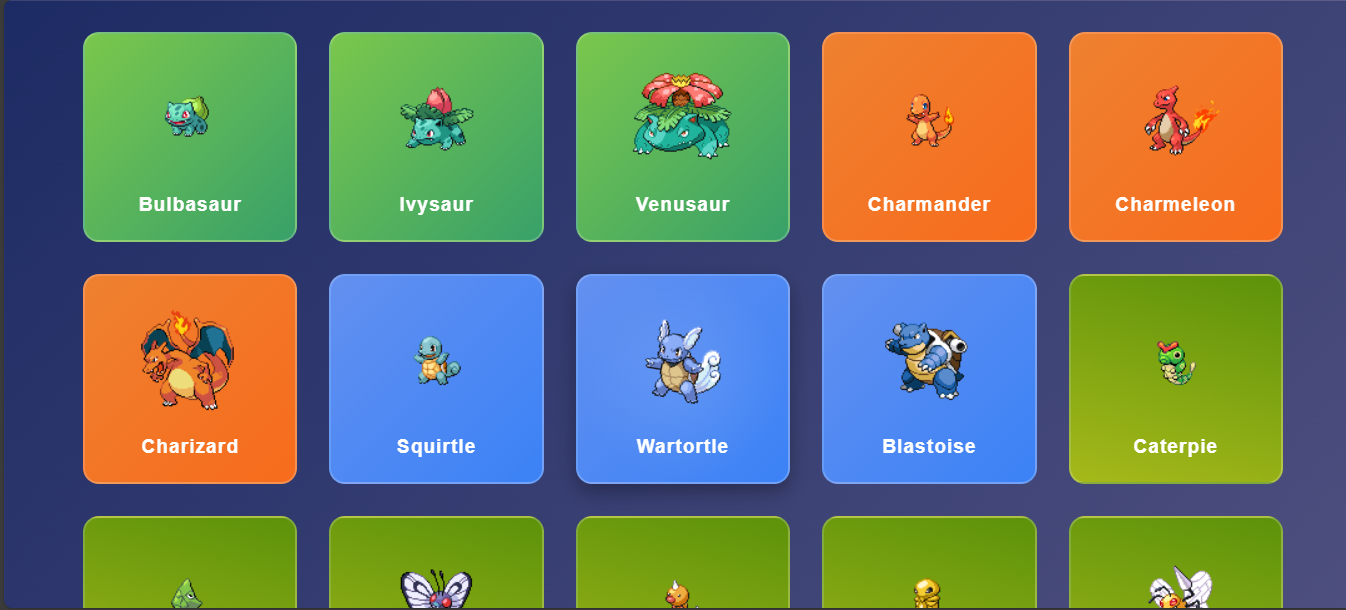 Bulbasaur
Ivysaur
Venusaur
Charmander
Charmeleon
Charizard
Squirtle
Wartortle
Blastoise
Caterpie